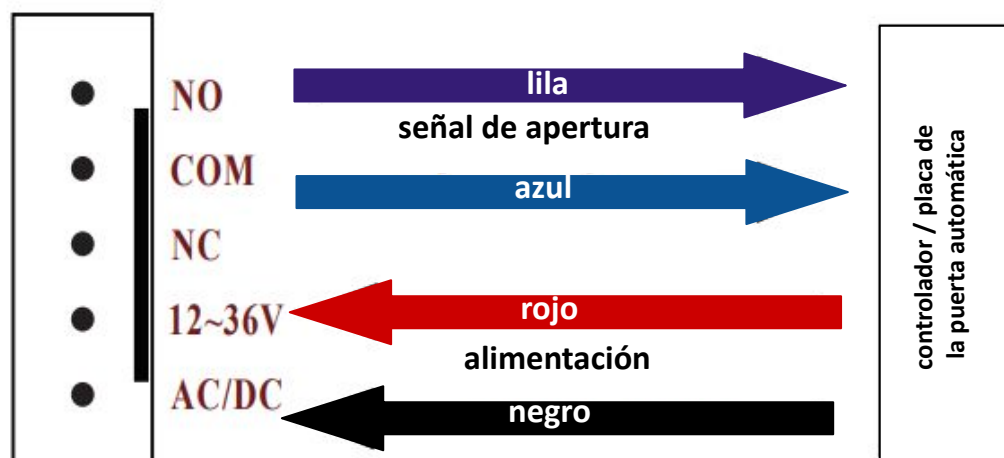 NO
lila
señal de apertura
COM
azul
NC
12~36V
rojo
alimentación
AC/DC
negro
controlador / placa de
la puerta automática